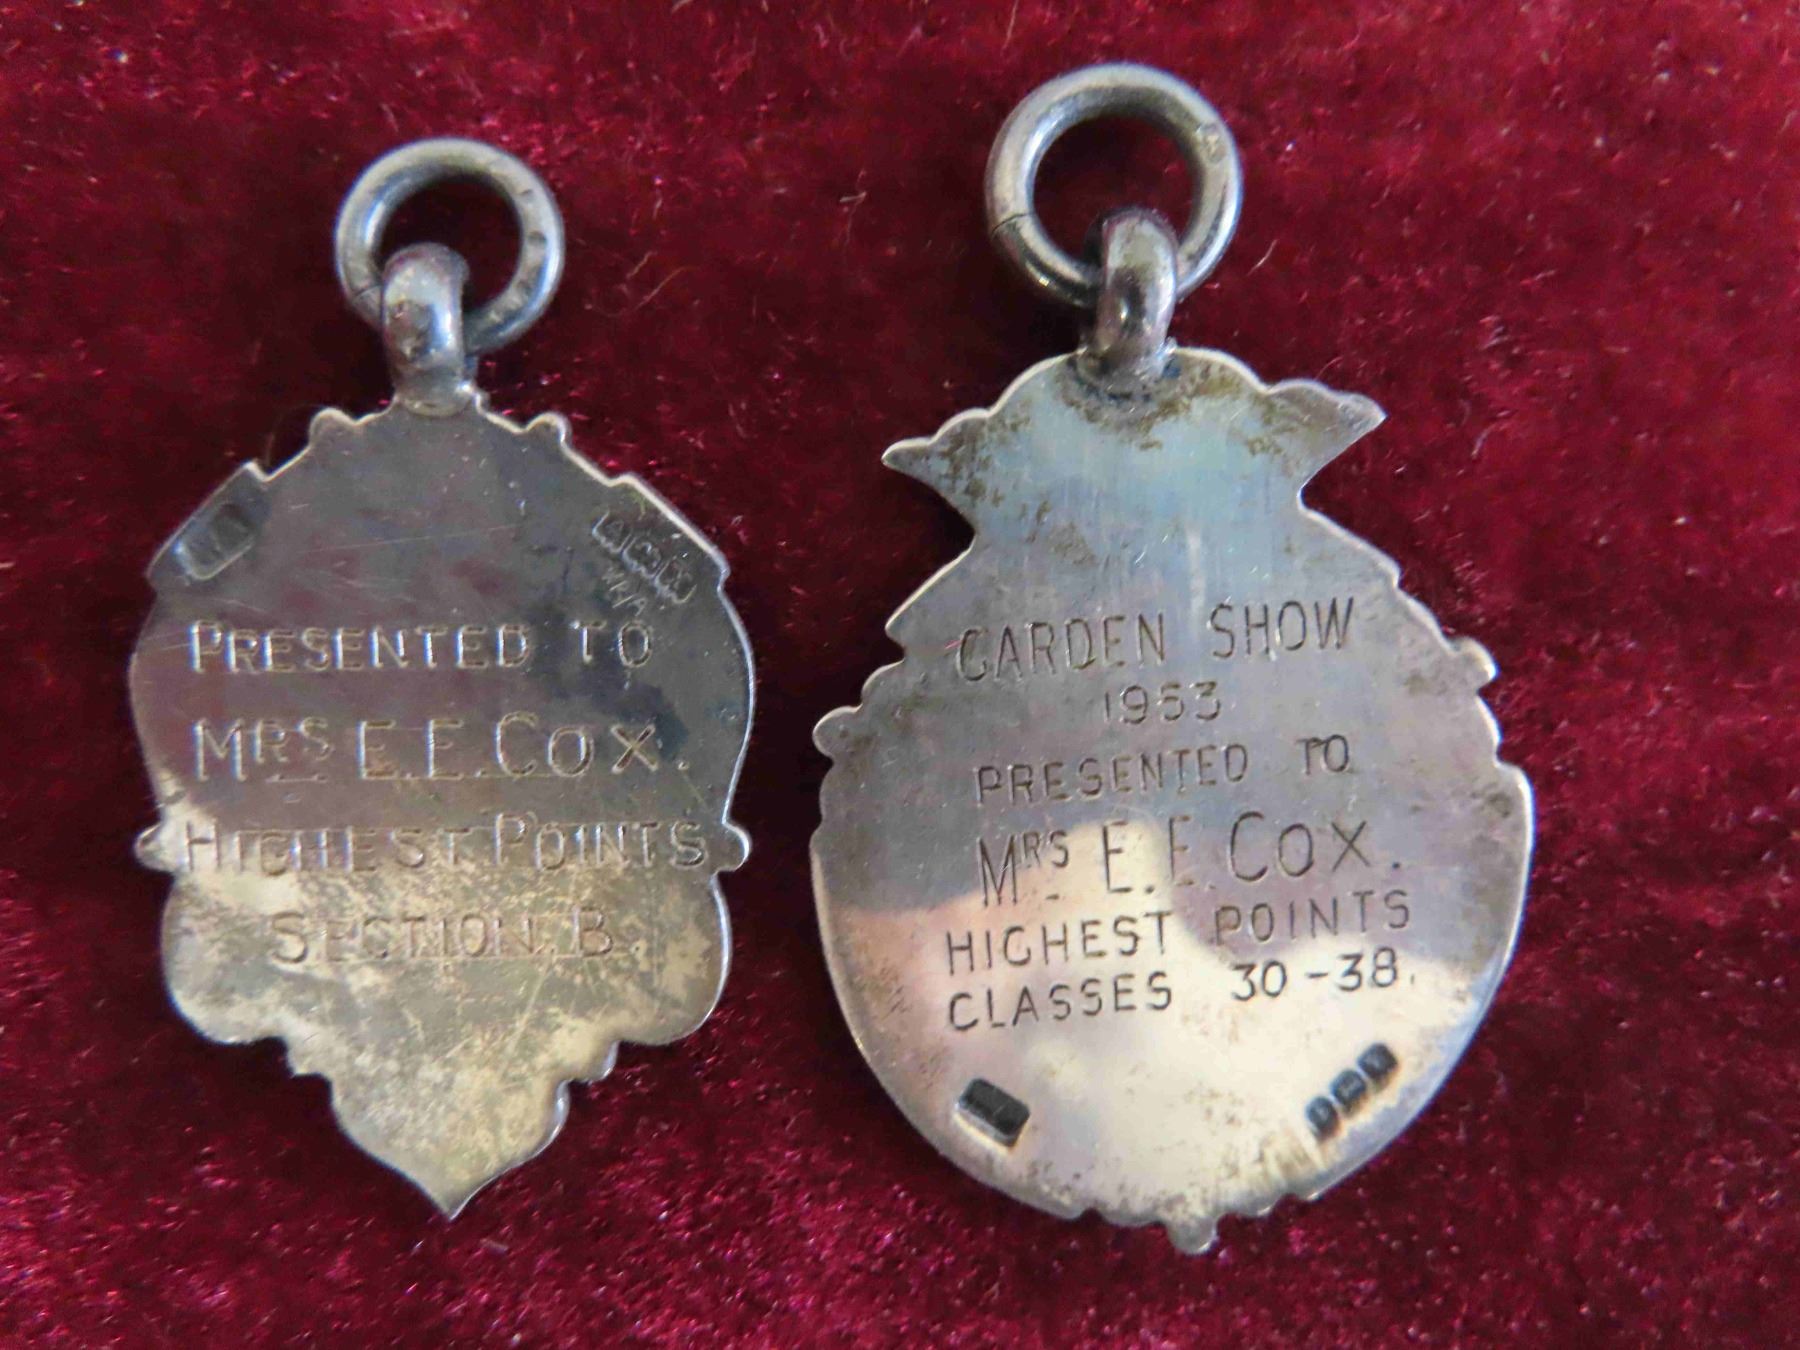 PRESENTED TO
MRS E.E. COX.
HIGHEST POINTS
SECTION. B.
GARDEN SHOW
1953
PRESENTED TO
MRS E.E. COX.
HIGHEST POINTS
CLASSES 30-38.